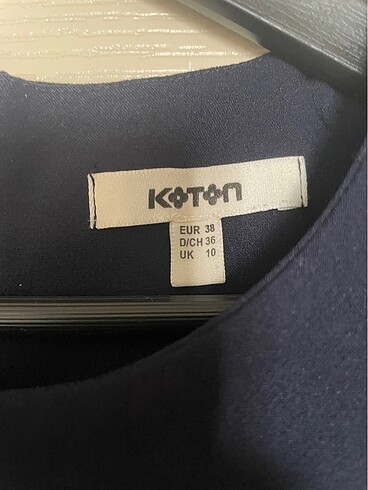 KOTON
EUR 38
D/CH 36
UK 10